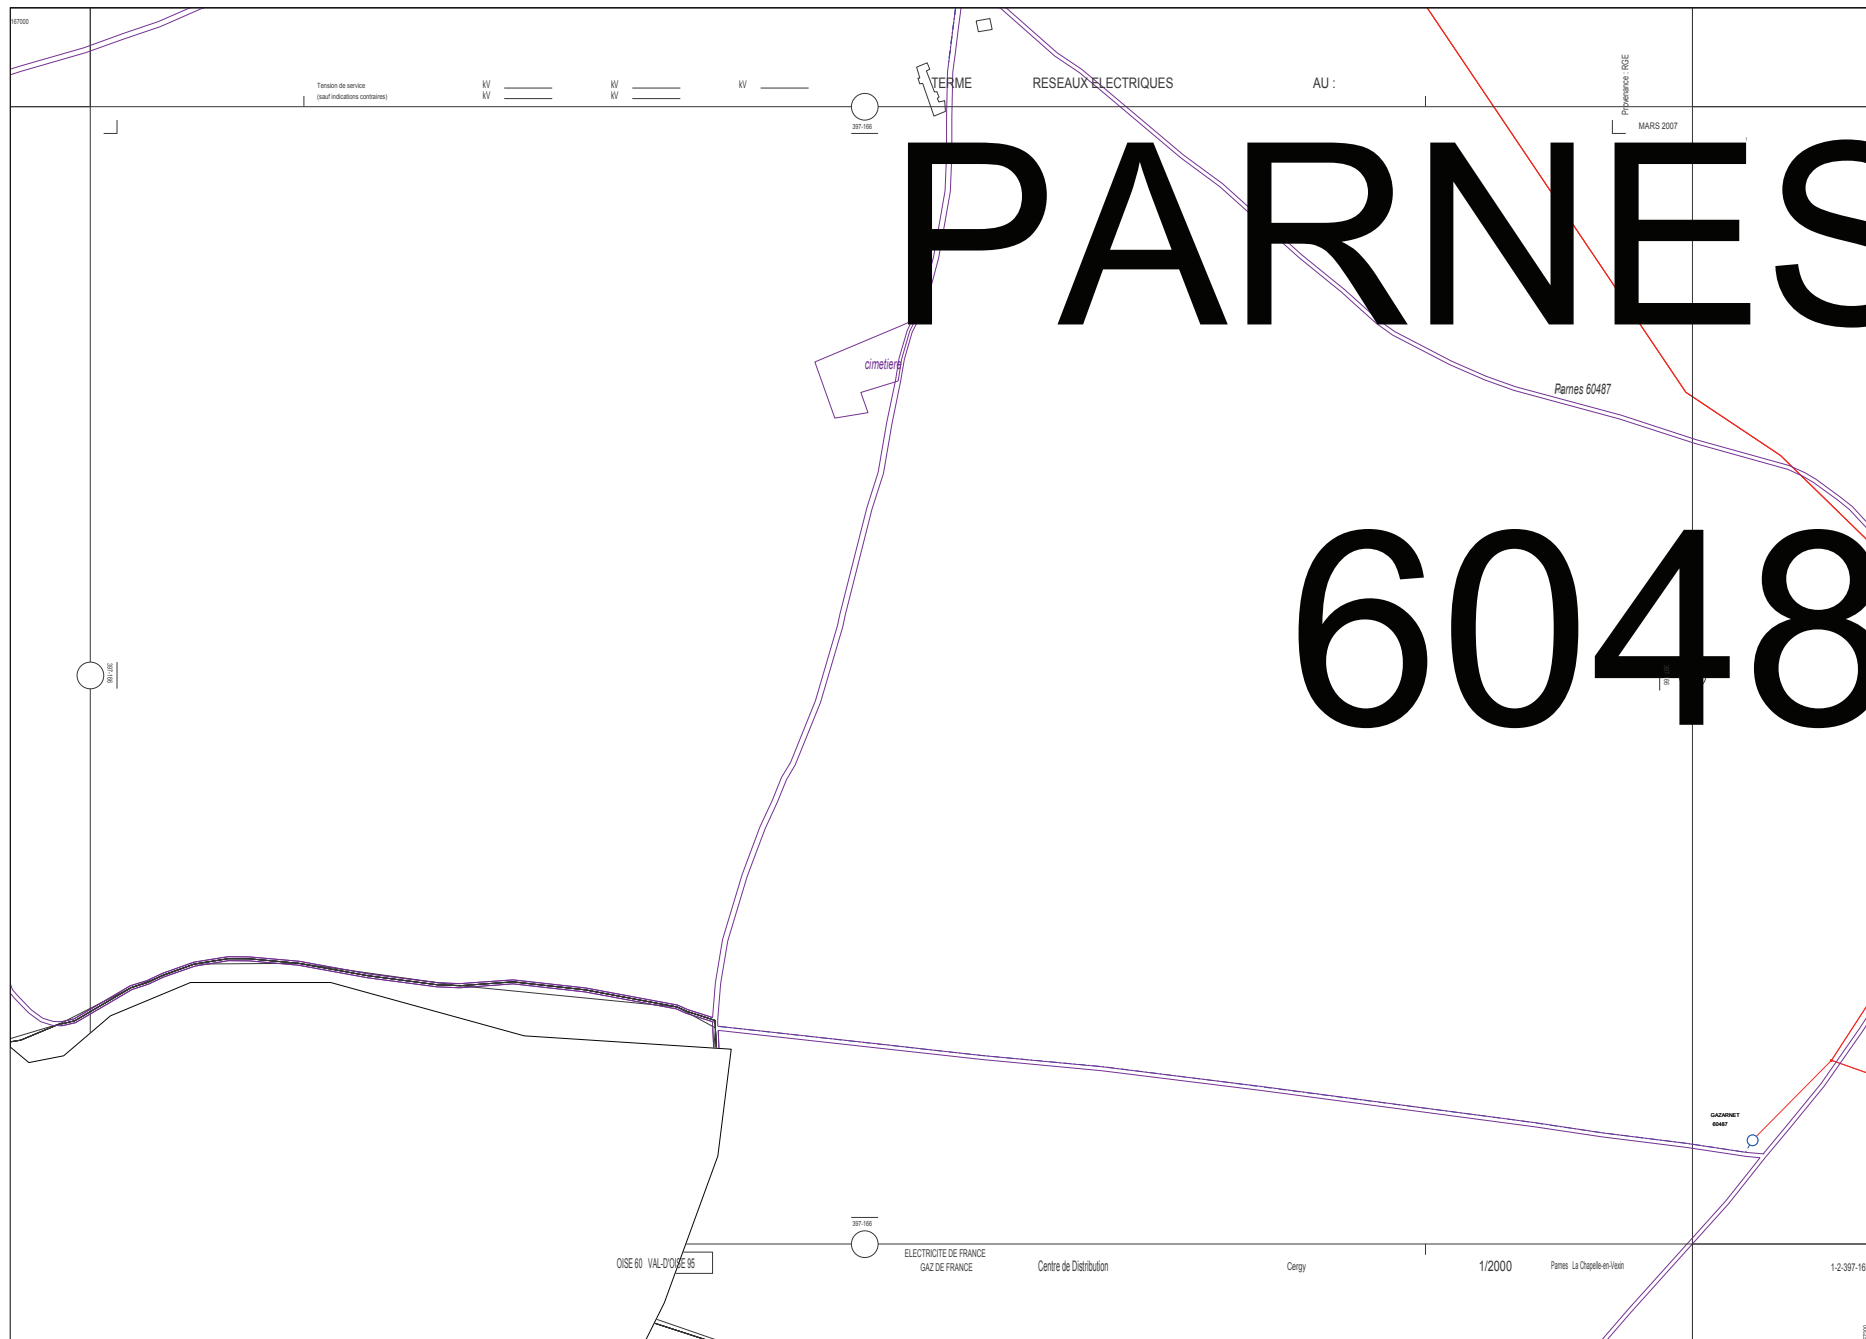 167000
Tension de service
(sauf indications contraires)
kV kV kV
kV kV
TERME RESEAUX ELECTRIQUES AU :
Provenance : RGE
MARS 2007
397-166
PARNES
cimetiere
Parnes 60487
6048
397-166
GAZARNET
60487
397-166
OISE 60 VAL-D'OISE 95
ELECTRICITE DE FRANCE
GAZ DE FRANCE
Centre de Distribution
Cergy
1/2000
Parnes La Chapelle-en-Vexin
1-2-397-16